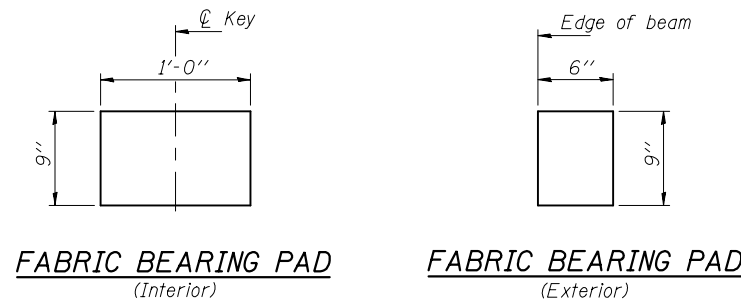 ℄ Key
1'-0"
9"
FABRIC BEARING PAD
(Interior)
Edge of beam
6"
9"
FABRIC BEARING PAD
(Exterior)